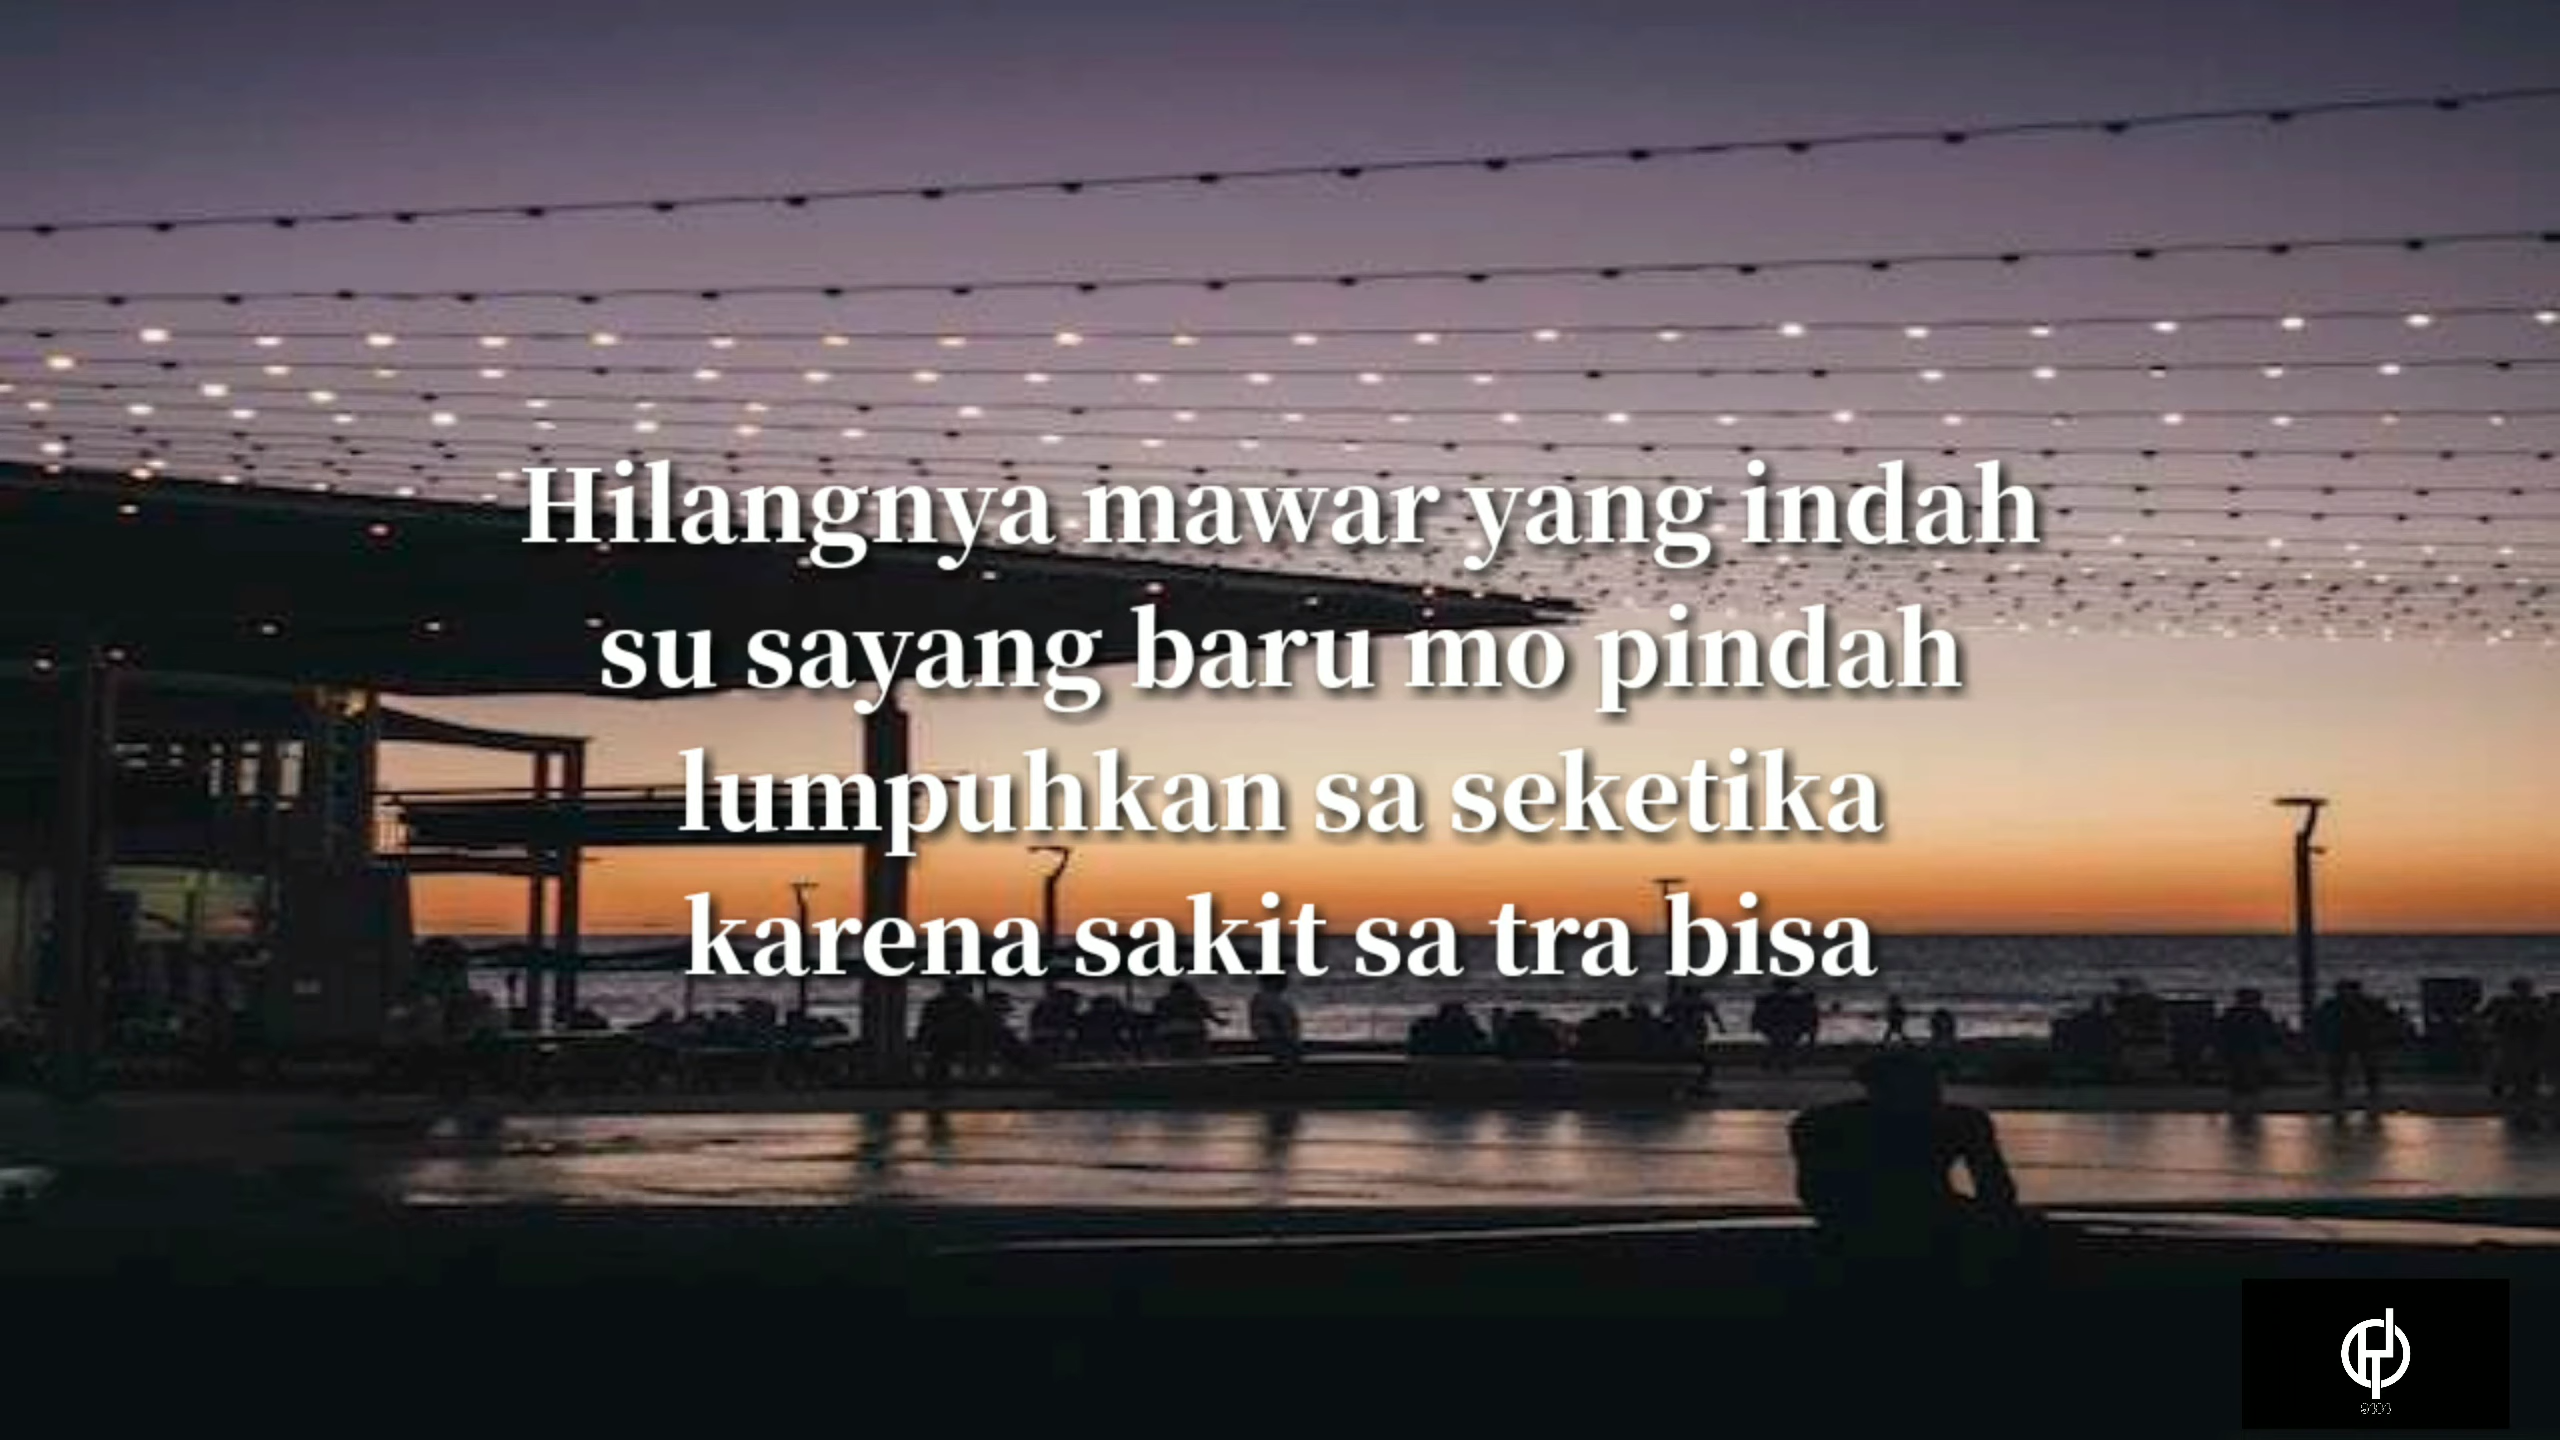 Hilangnya mawar yang indah
su sayang baru mo pindah
lumpuhkan sa seketika
karena sakit sa tra bisa